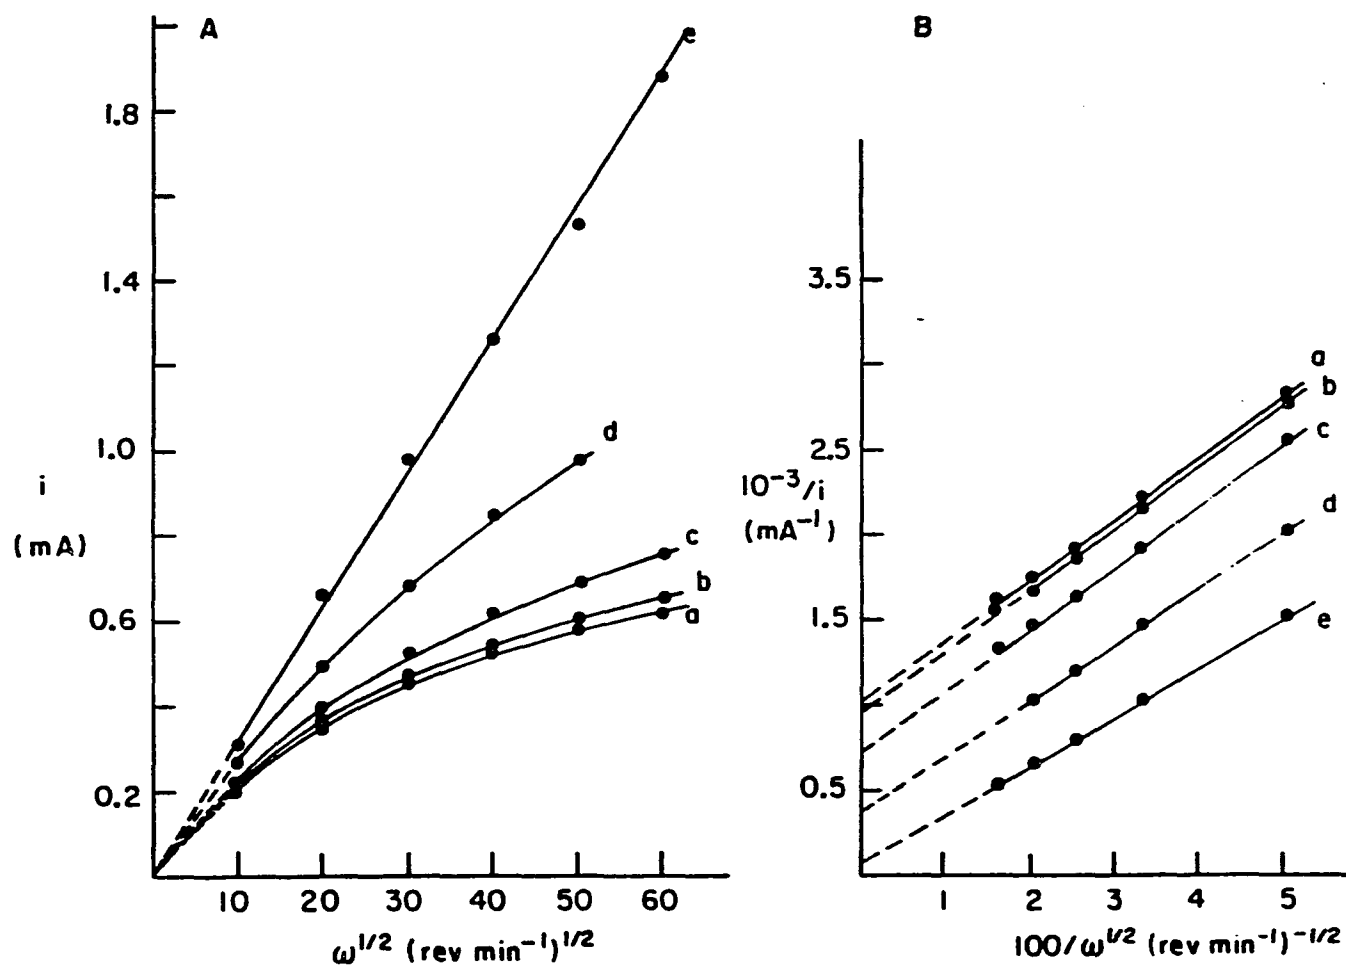 A
e
1.8
1.4
d
1.0
i
(mA)
c
b
0.6
a
0.2
10 20 30 40 50 60
ω^1/2 (rev min^-1)^1/2
B
3.5
a
b
2.5
c
10^-3/i
(mA^-1)
d
1.5
e
0.5
1 2 3 4 5
100/ω^1/2 (rev min^-1)^-1/2